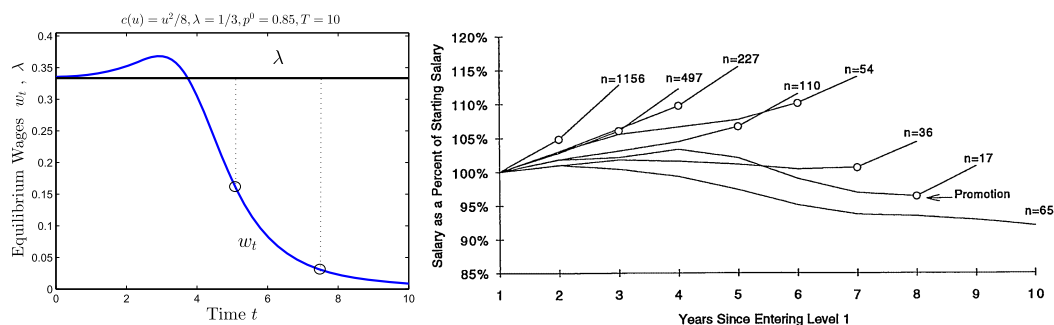 c(u) = u²/8, λ = 1/3, p⁰ = 0.85, T = 10
Equilibrium Wages w_t , λ
0.4
0.35
0.3
0.25
0.2
0.15
0.1
0.05
0
λ
w_t
0 2 4 6 8 10
Time t
Salary as a Percent of Starting Salary
120%
115%
110%
105%
100%
95%
90%
85%
n=1156
n=497
n=227
n=110
n=54
n=36
n=17
Promotion
n=65
1 2 3 4 5 6 7 8 9 10
Years Since Entering Level 1